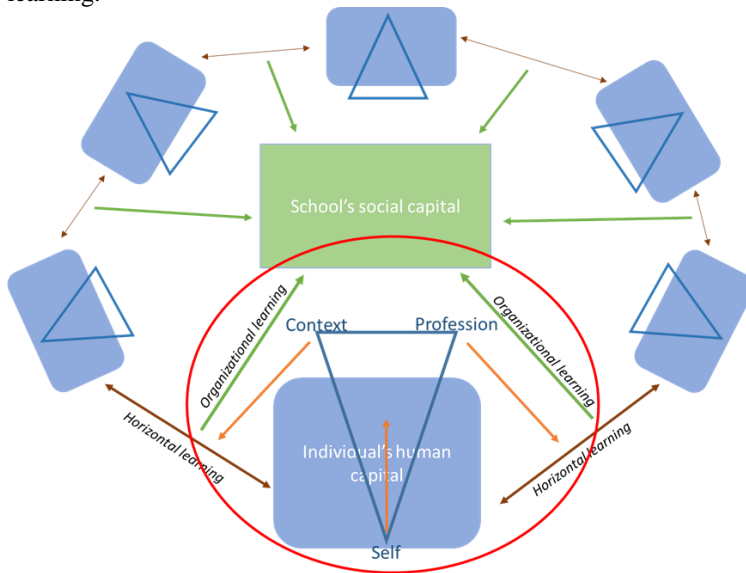 learning.
School's social capital
Context
Profession
Organizational learning
Organizational learning
Individual's human
capital
Horizontal learning
Horizontal learning
Self